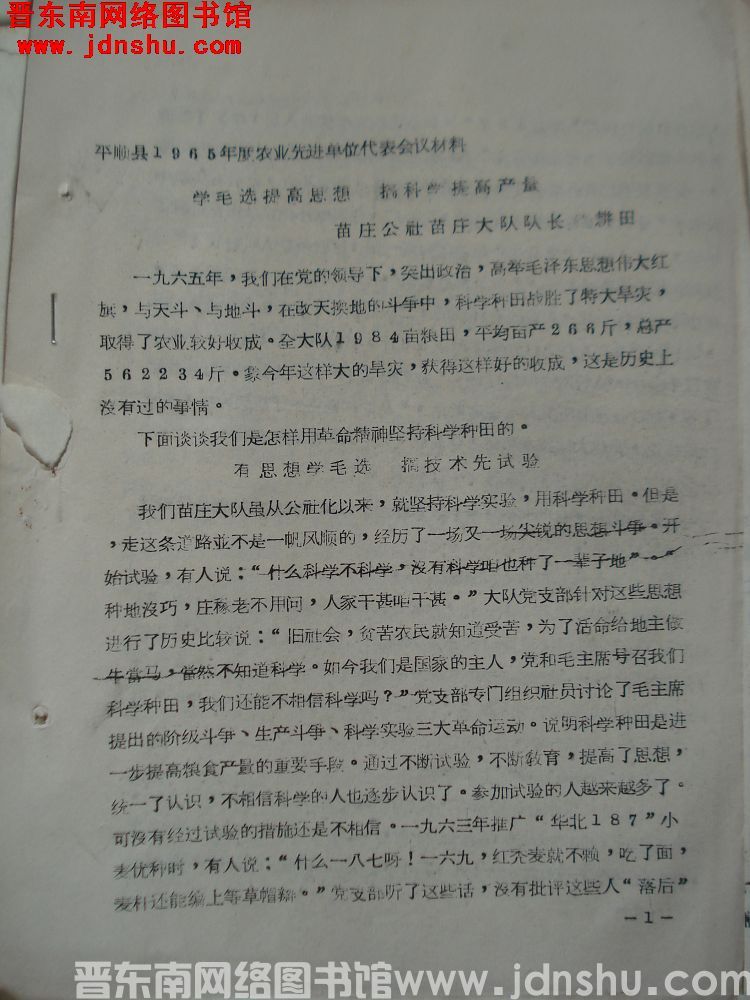 晋东南网络图书馆
www.jdnshu.com
平顺县1965年度农业先进单位代表会议材料
学毛选提高思想 搞科学提高产量
苗庄公社苗庄大队队长 耕田
一九六五年，我们在党的领导下，突出政治，高举毛泽东思想伟大红
旗，与天斗、与地斗，在改天换地的斗争中，科学种田战胜了特大旱灾，
取得了农业较好收成。全大队1984亩粮田，平均亩产266斤，总产
562234斤。象今年这样大的旱灾，获得这样好的收成，这是历史上
沒有过的事情。
下面谈谈我们是怎样用革命精神坚持科学种田的。
有思想学毛选 搞技术先试验
我们苗庄大队虽从公社化以来，就坚持科学实验，用科学种田。但是
，走这条道路並不是一帆风顺的，经历了一场又一场尖锐的思想斗争。开
始试验，有人说：“什么科学不科学，沒有科学咱也种了一辈子地”。“
种地沒巧，庄稼老不用问，人家干甚咱干甚。”大队党支部针对这些思想
进行了历史比较说：“旧社会，贫苦农民就知道受苦，为了活命给地主做
牛當马，當然不知道科学。如今我们是国家的主人，党和毛主席号召我们
科学种田，我们还能不相信科学吗？”党支部专门组织社员讨论了毛主席
提出的阶级斗争、生产斗争、科学实验三大革命运动。说明科学种田是进
一步提高粮食产量的重要手段。通过不断试验，不断教育，提高了思想，
统一了认识，不相信科学的人也逐步认识了。参加试验的人越来越多了。
可沒有经过试验的措施还是不相信。一九六三年推广“华北187”小
麦优种时，有人说：“什么一八七呀！一六九，红秃麦就不赖，吃了面，
麦杆还能编上等草帽辫。”党支部听了这些话，沒有批评这些人“落后”
－1－
晋东南网络图书馆www.jdnshu.com